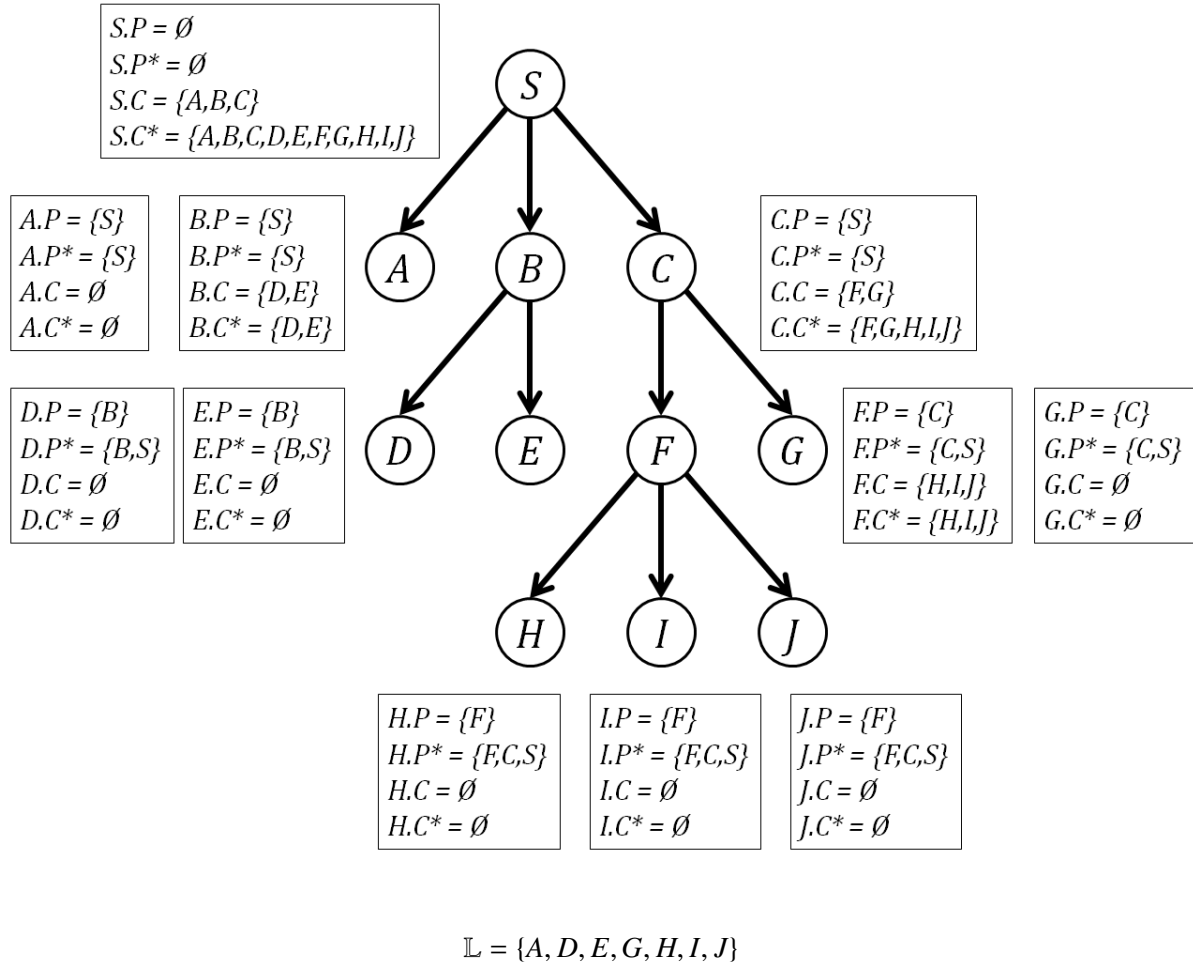 S.P = Ø
S.P* = Ø
S.C = {A,B,C}
S.C* = {A,B,C,D,E,F,G,H,I,J}
S
A.P = {S}
A.P* = {S}
A.C = Ø
A.C* = Ø
B.P = {S}
B.P* = {S}
B.C = {D,E}
B.C* = {D,E}
A
B
C
C.P = {S}
C.P* = {S}
C.C = {F,G}
C.C* = {F,G,H,I,J}
D.P = {B}
D.P* = {B,S}
D.C = Ø
D.C* = Ø
E.P = {B}
E.P* = {B,S}
E.C = Ø
E.C* = Ø
D
E
F
G
F.P = {C}
F.P* = {C,S}
F.C = {H,I,J}
F.C* = {H,I,J}
G.P = {C}
G.P* = {C,S}
G.C = Ø
G.C* = Ø
H
I
J
H.P = {F}
H.P* = {F,C,S}
H.C = Ø
H.C* = Ø
I.P = {F}
I.P* = {F,C,S}
I.C = Ø
I.C* = Ø
J.P = {F}
J.P* = {F,C,S}
J.C = Ø
J.C* = Ø
𝕃 = {A, D, E, G, H, I, J}